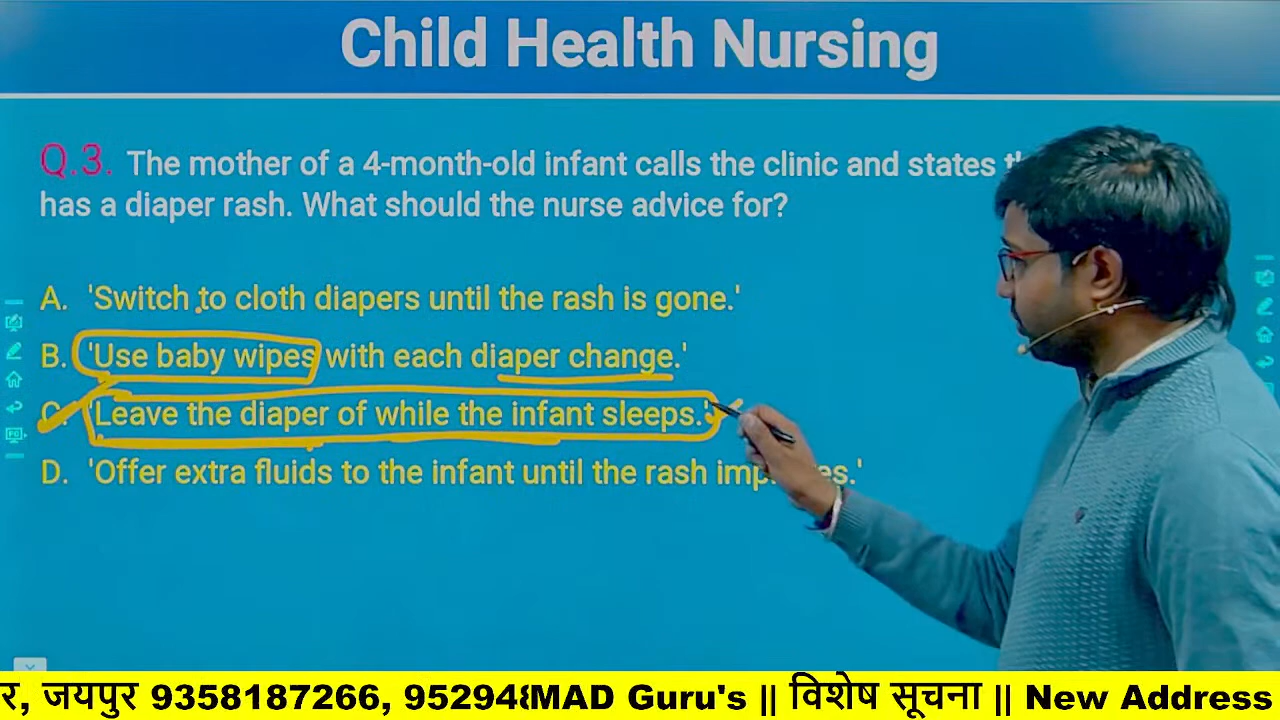 Child Health Nursing
Q.3. The mother of a 4-month-old infant calls the clinic and states
has a diaper rash. What should the nurse advice for?
A. 'Switch to cloth diapers until the rash is gone.'
B. 'Use baby wipes with each diaper change.'
C. 'Leave the diaper of while the infant sleeps.'
D. 'Offer extra fluids to the infant until the rash
र, जयपुर 9358187266, 95294 MAD Guru's || विशेष सूचना || New Address